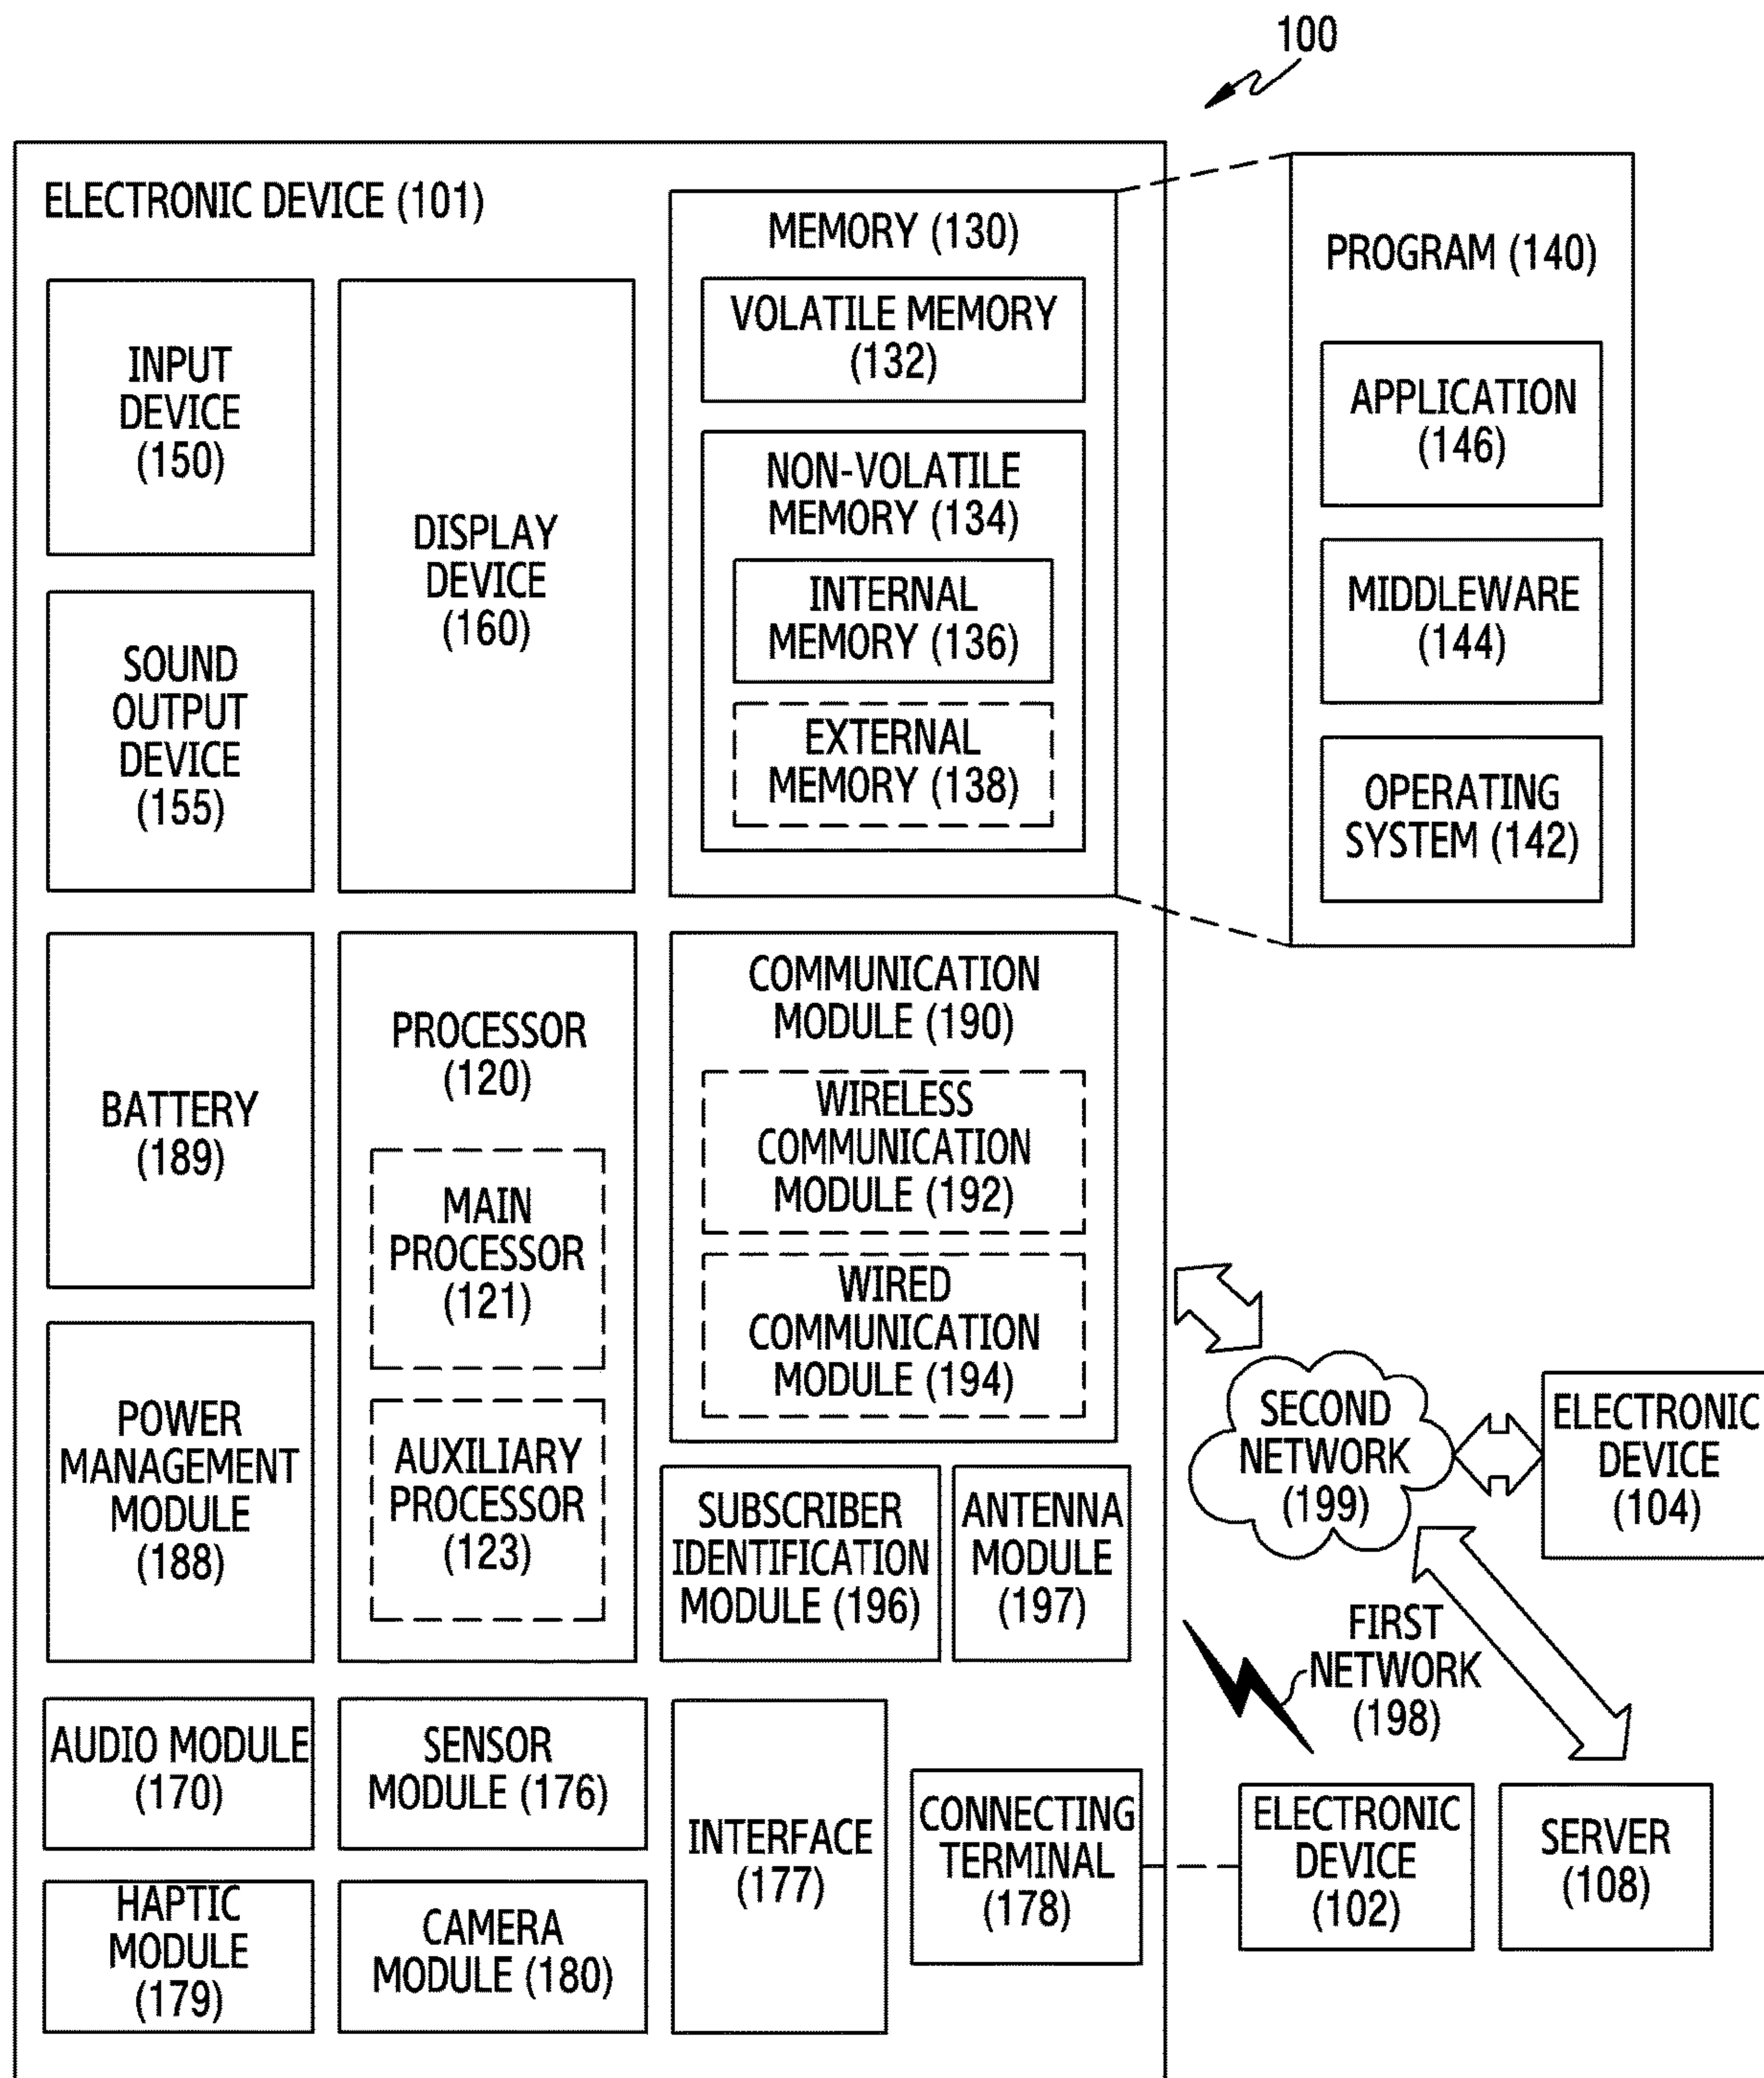 100
ELECTRONIC DEVICE (101)
INPUT
DEVICE
(150)
SOUND
OUTPUT
DEVICE
(155)
DISPLAY
DEVICE
(160)
MEMORY (130)
VOLATILE MEMORY
(132)
NON-VOLATILE
MEMORY (134)
INTERNAL
MEMORY (136)
EXTERNAL
MEMORY (138)
PROGRAM (140)
APPLICATION
(146)
MIDDLEWARE
(144)
OPERATING
SYSTEM (142)
BATTERY
(189)
POWER
MANAGEMENT
MODULE
(188)
PROCESSOR
(120)
MAIN
PROCESSOR
(121)
AUXILIARY
PROCESSOR
(123)
COMMUNICATION
MODULE (190)
WIRELESS
COMMUNICATION
MODULE (192)
WIRED
COMMUNICATION
MODULE (194)
SUBSCRIBER
IDENTIFICATION
MODULE (196)
ANTENNA
MODULE
(197)
SECOND
NETWORK
(199)
ELECTRONIC
DEVICE
(104)
FIRST
NETWORK
(198)
AUDIO MODULE
(170)
SENSOR
MODULE (176)
HAPTIC
MODULE
(179)
CAMERA
MODULE (180)
INTERFACE
(177)
CONNECTING
TERMINAL
(178)
ELECTRONIC
DEVICE
(102)
SERVER
(108)